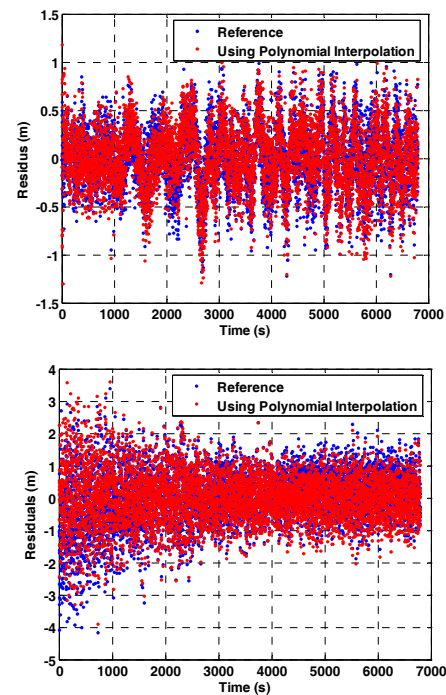 1.5
1
0.5
0
-0.5
-1
-1.5
Residus (m)
Reference
Using Polynomial Interpolation
0 1000 2000 3000 4000 5000 6000 7000
Time (s)
4
3
2
1
0
-1
-2
-3
-4
-5
Residuals (m)
Reference
Using Polynomial Interpolation
0 1000 2000 3000 4000 5000 6000 7000
Time (s)